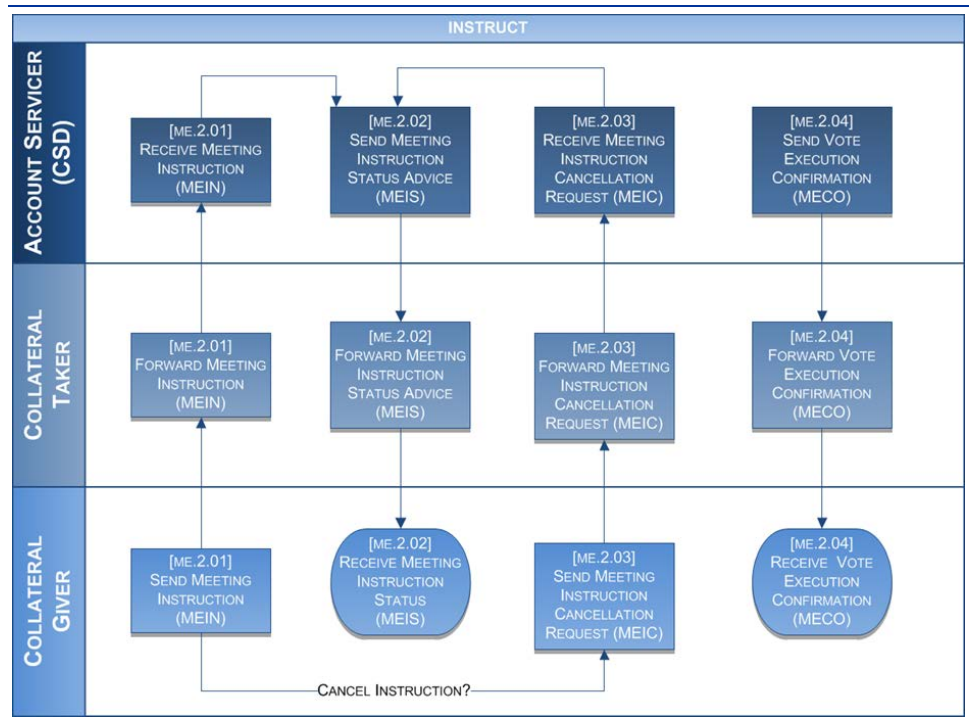 INSTRUCT
ACCOUNT SERVICER
(CSD)
[ME.2.01]
RECEIVE MEETING
INSTRUCTION
(MEIN)
[ME.2.02]
SEND MEETING
INSTRUCTION
STATUS ADVICE
(MEIS)
[ME.2.03]
RECEIVE MEETING
INSTRUCTION
CANCELLATION
REQUEST (MEIC)
[ME.2.04]
SEND VOTE
EXECUTION
CONFIRMATION
(MECO)
COLLATERAL
TAKER
[ME.2.01]
FORWARD MEETING
INSTRUCTION
(MEIN)
[ME.2.02]
FORWARD MEETING
INSTRUCTION
STATUS ADVICE
(MEIS)
[ME.2.03]
FORWARD MEETING
INSTRUCTION
CANCELLATION
REQUEST (MEIC)
[ME.2.04]
FORWARD VOTE
EXECUTION
CONFIRMATION
(MECO)
COLLATERAL
GIVER
[ME.2.01]
SEND MEETING
INSTRUCTION
(MEIN)
[ME.2.02]
RECEIVE MEETING
INSTRUCTION
STATUS
(MEIS)
[ME.2.03]
SEND MEETING
INSTRUCTION
CANCELLATION
REQUEST (MEIC)
[ME.2.04]
RECEIVE VOTE
EXECUTION
CONFIRMATION
(MECO)
CANCEL INSTRUCTION?